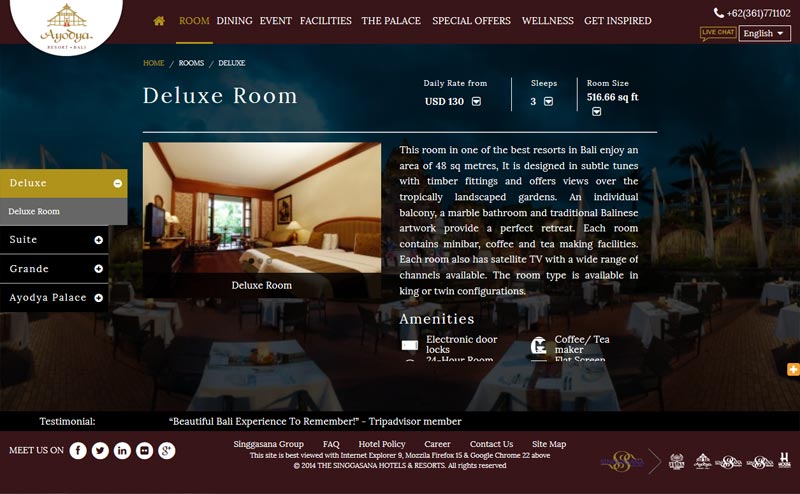 Ayodya
RESORT • BALI
ROOM DINING EVENT FACILITIES THE PALACE SPECIAL OFFERS WELLNESS GET INSPIRED
+62(361)771102
LIVE CHAT
English
HOME / ROOMS / DELUXE
Deluxe Room
Daily Rate from
USD 130
Sleeps
3
Room Size
516.66 sq ft
Deluxe
Deluxe Room
Suite
Grande
Ayodya Palace
Deluxe Room
This room in one of the best resorts in Bali enjoy an
area of 48 sq metres, It is designed in subtle tunes
with timber fittings and offers views over the
tropically landscaped gardens. An individual
balcony, a marble bathroom and traditional Balinese
artwork provide a perfect retreat. Each room
contains minibar, coffee and tea making facilities.
Each room also has satellite TV with a wide range of
channels available. The room type is available in
king or twin configurations.
Amenities
Electronic door
locks
24-Hour Room
Coffee/ Tea
maker
Flat Screen
Testimonial: “Beautiful Bali Experience To Remember!” - Tripadvisor member
MEET US ON
Singgasana Group FAQ Hotel Policy Career Contact Us Site Map
This site is best viewed with Internet Explorer 9, Mozzila Firefox 15 & Google Chrome 22 above
© 2014 THE SINGGASANA HOTELS & RESORTS. All rights reserved